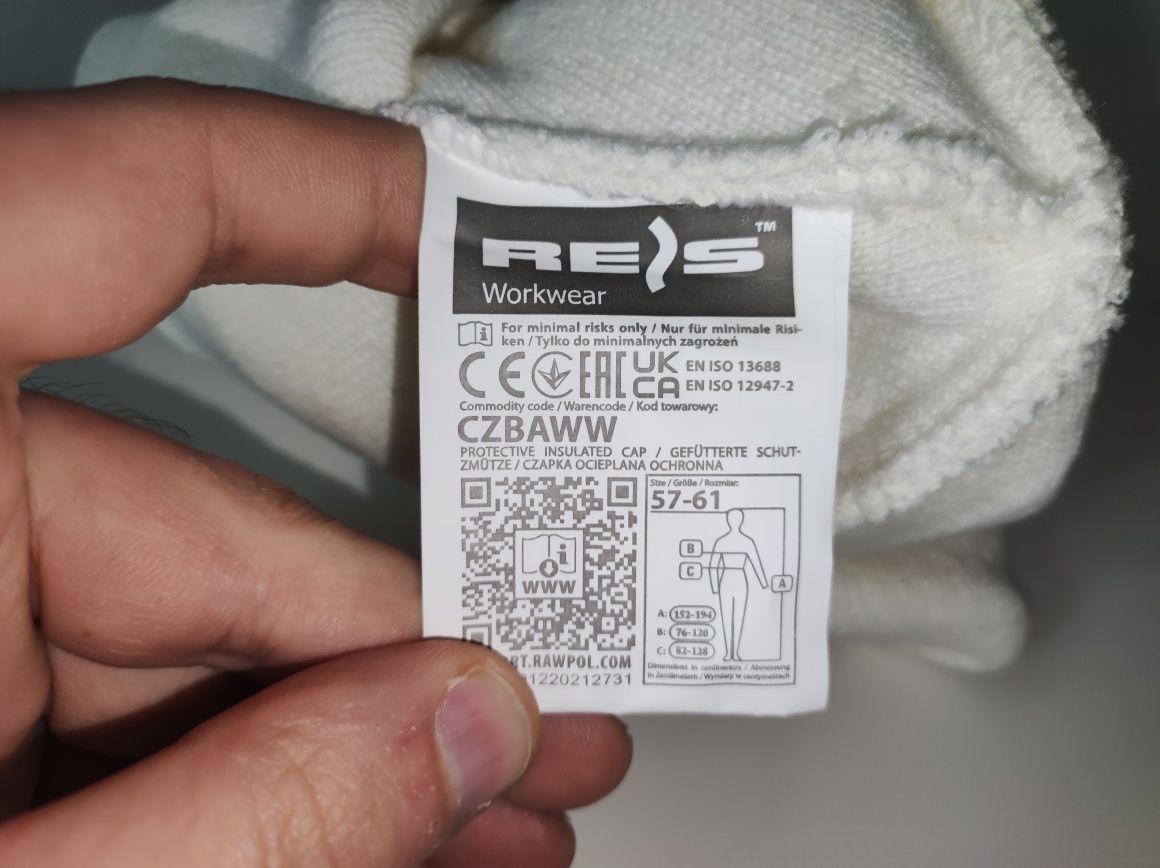 REIS™
Workwear
For minimal risks only / Nur für minimale Risi-
ken / Tylko do minimalnych zagrożeń
CE EAC UK
CA
EN ISO 13688
EN ISO 12947-2
Commodity code / Warencode / Kod towarowy:
CZBAWW
PROTECTIVE INSULATED CAP / GEFÜTTERTE SCHUT-
ZMÜTZE / CZAPKA OCIEPLANA OCHRONNA
i
WWW
RT.RAWPOL.COM
1220212731
Size / Größe / Rozmiar:
57-61
B
C
A
A: 152-194
B: 76-120
C: 82-128
Dimensions in centimeters / Abmessung
in Zentimetern / Wymiary w centymetrach